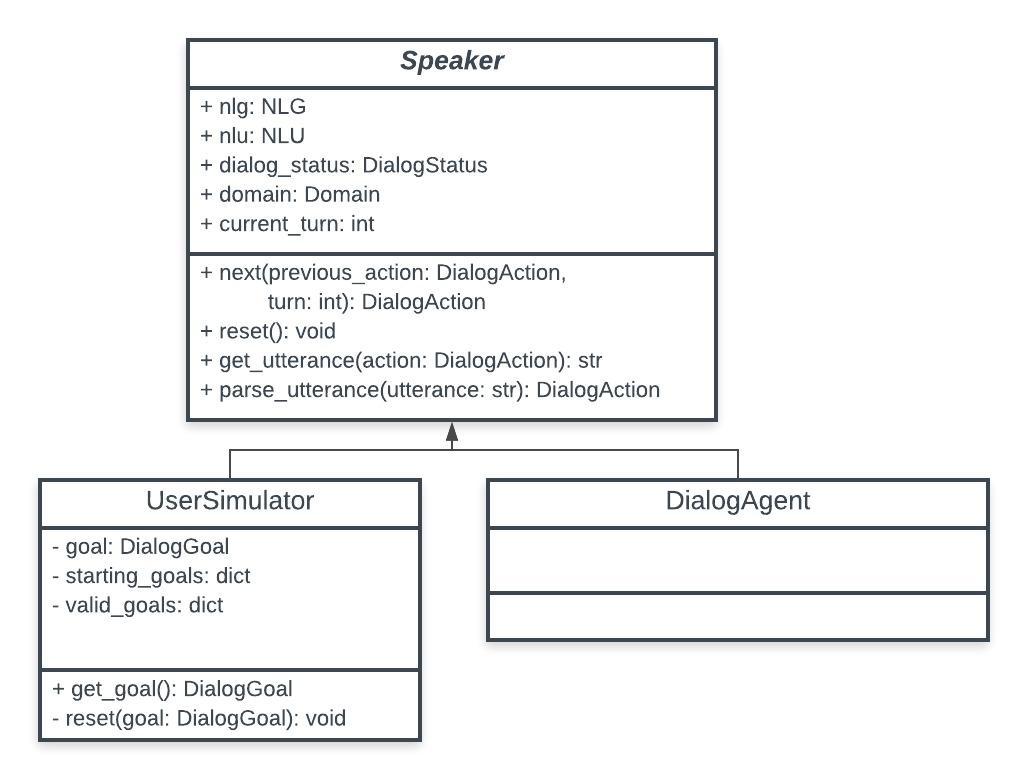 Speaker
+ nlg: NLG
+ nlu: NLU
+ dialog_status: DialogStatus
+ domain: Domain
+ current_turn: int
+ next(previous_action: DialogAction,
turn: int): DialogAction
+ reset(): void
+ get_utterance(action: DialogAction): str
+ parse_utterance(utterance: str): DialogAction
UserSimulator
- goal: DialogGoal
- starting_goals: dict
- valid_goals: dict
+ get_goal(): DialogGoal
- reset(goal: DialogGoal): void
DialogAgent